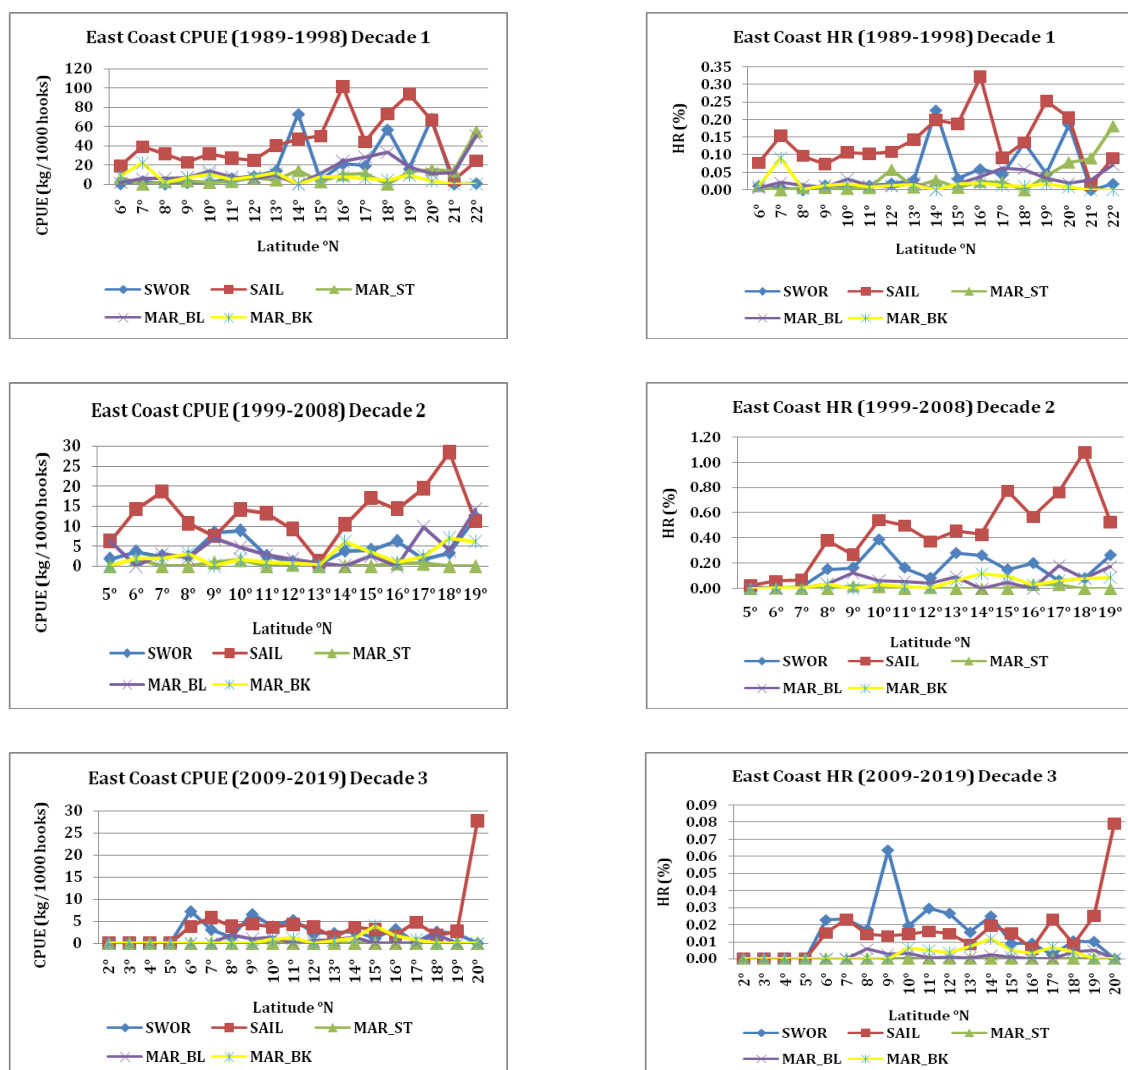 East Coast CPUE (1989-1998) Decade 1
CPUE (kg/1000 hooks)
120
100
80
60
40
20
0
6° 7° 8° 9° 10° 11° 12° 13° 14° 15° 16° 17° 18° 19° 20° 21° 22°
Latitude °N
SWOR SAIL MAR_ST
MAR_BL MAR_BK
East Coast HR (1989-1998) Decade 1
HR (%)
0.35
0.30
0.25
0.20
0.15
0.10
0.05
0.00
6° 7° 8° 9° 10° 11° 12° 13° 14° 15° 16° 17° 18° 19° 20° 21° 22°
Latitude °N
SWOR SAIL MAR_ST
MAR_BL MAR_BK
East Coast CPUE (1999-2008) Decade 2
CPUE (kg/1000 hooks)
30
25
20
15
10
5
0
5° 6° 7° 8° 9° 10° 11° 12° 13° 14° 15° 16° 17° 18° 19°
Latitude °N
SWOR SAIL MAR_ST
MAR_BL MAR_BK
East Coast HR (1999-2008) Decade 2
HR (%)
1.20
1.00
0.80
0.60
0.40
0.20
0.00
5° 6° 7° 8° 9° 10° 11° 12° 13° 14° 15° 16° 17° 18° 19°
Latitude °N
SWOR SAIL MAR_ST
MAR_BL MAR_BK
East Coast CPUE (2009-2019) Decade 3
CPUE (kg/1000 hooks)
30
25
20
15
10
5
0
2° 3° 4° 5° 6° 7° 8° 9° 10° 11° 12° 13° 14° 15° 16° 17° 18° 19° 20°
Latitude °N
SWOR SAIL MAR_ST
MAR_BL MAR_BK
East Coast HR (2009-2019) Decade 3
HR (%)
0.09
0.08
0.07
0.06
0.05
0.04
0.03
0.02
0.01
0.00
2° 3° 4° 5° 6° 7° 8° 9° 10° 11° 12° 13° 14° 15° 16° 17° 18° 19° 20°
Latitude °N
SWOR SAIL MAR_ST
MAR_BL MAR_BK